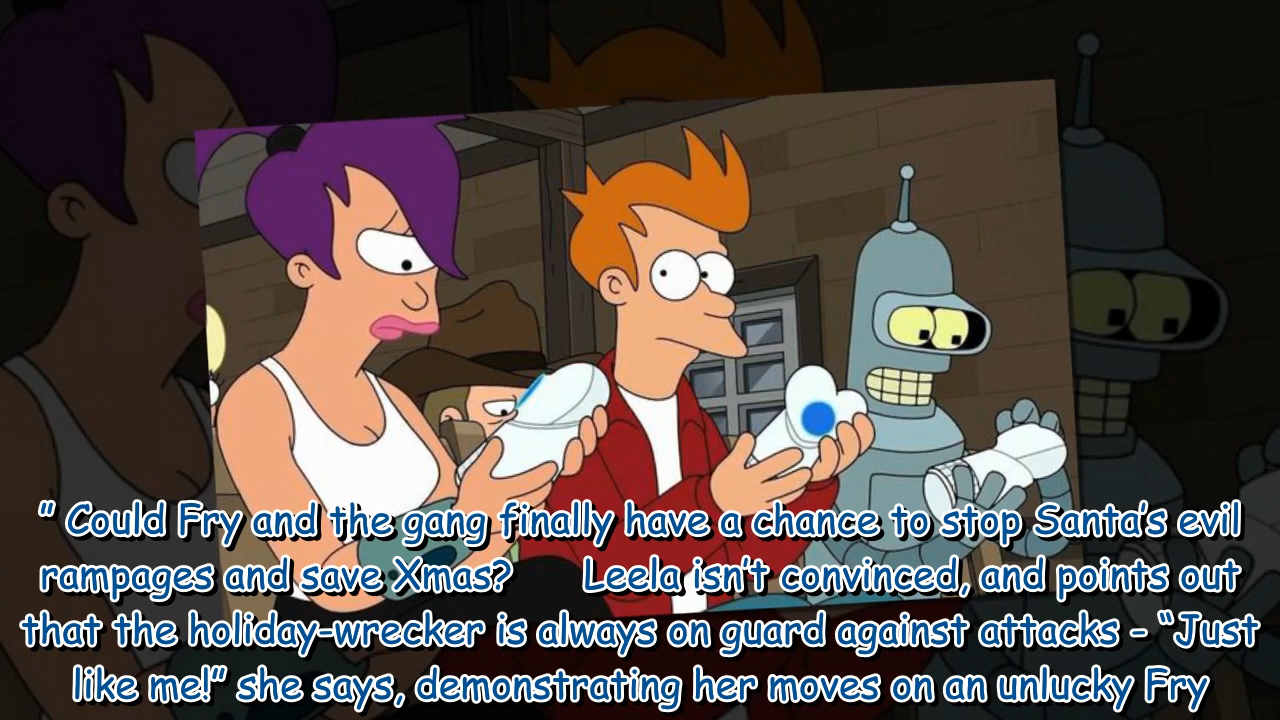 ” Could Fry and the gang finally have a chance to stop Santa’s evil
rampages and save Xmas? Leela isn’t convinced, and points out
that the holiday-wrecker is always on guard against attacks - “Just
like me!” she says, demonstrating her moves on an unlucky Fry